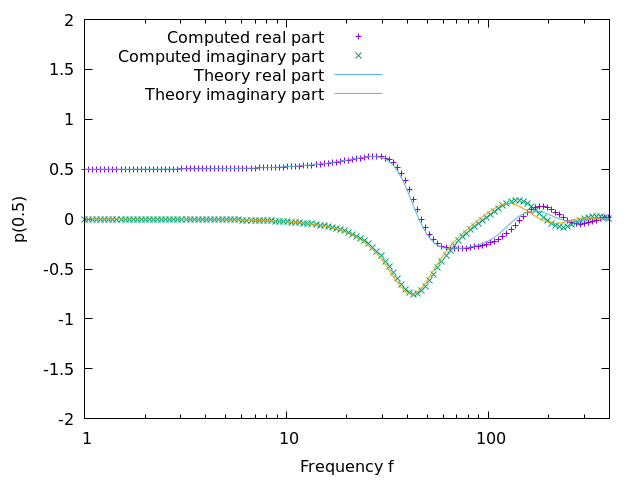 2
1.5
1
0.5
0
-0.5
-1
-1.5
-2
p(0.5)
Computed real part
Computed imaginary part
Theory real part
Theory imaginary part
1 10 100
Frequency f